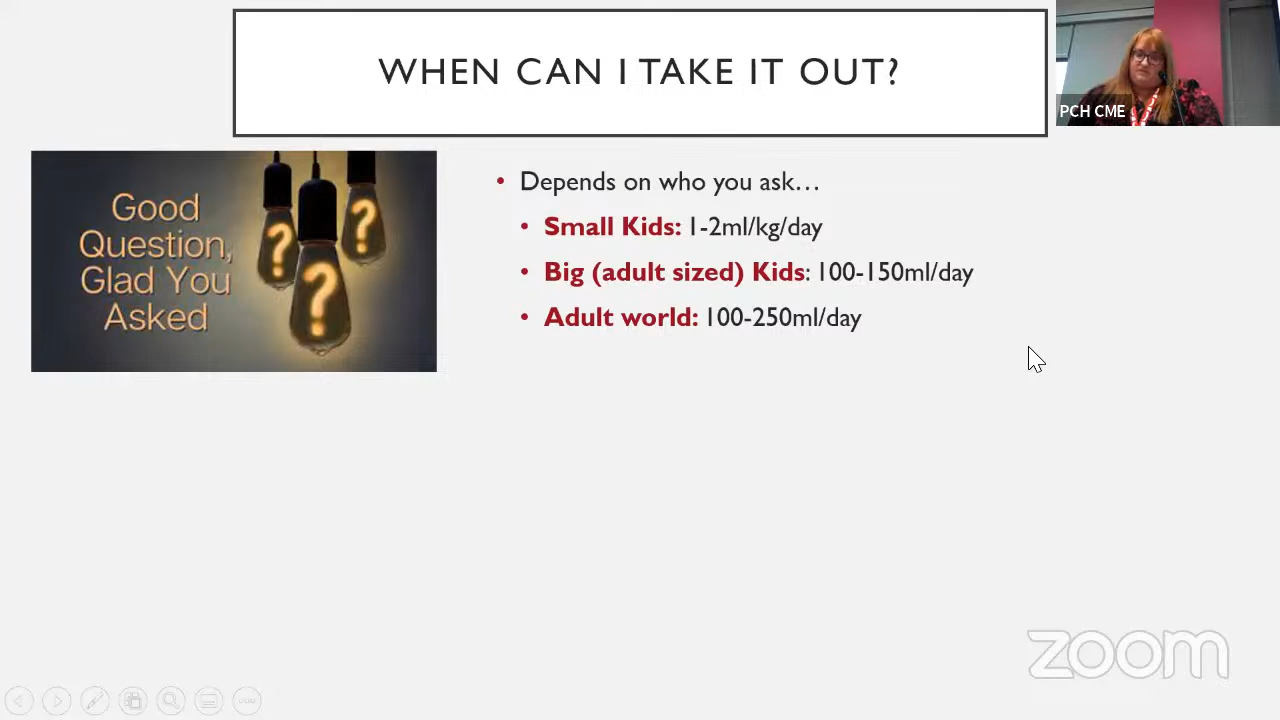 WHEN CAN I TAKE IT OUT?
PCH CME
Good
Question,
Glad You
Asked
? ? ?
• Depends on who you ask…
• Small Kids: 1-2ml/kg/day
• Big (adult sized) Kids: 100-150ml/day
• Adult world: 100-250ml/day
zoom